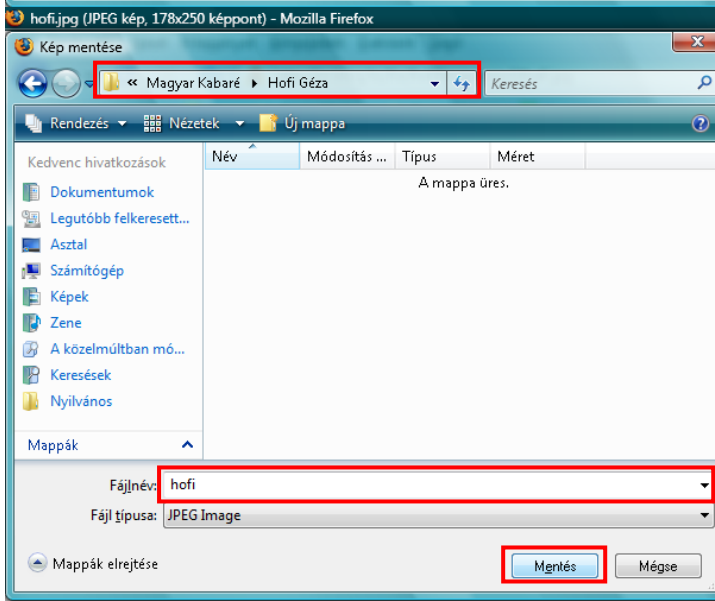 hofi.jpg (JPEG kép, 178x250 képpont) - Mozilla Firefox
Kép mentése
« Magyar Kabaré Hofi Géza
Keresés
Rendezés Nézetek Új mappa
Kedvenc hivatkozások
Név Módosítás ... Típus Méret
A mappa üres.
Dokumentumok
Legutóbb felkeresett...
Asztal
Számítógép
Képek
Zene
A közelmúltban mó...
Keresések
Nyilvános
Mappák
Fájlnév: hofi
Fájl típusa: JPEG Image
Mappák elrejtése
Mentés Mégse